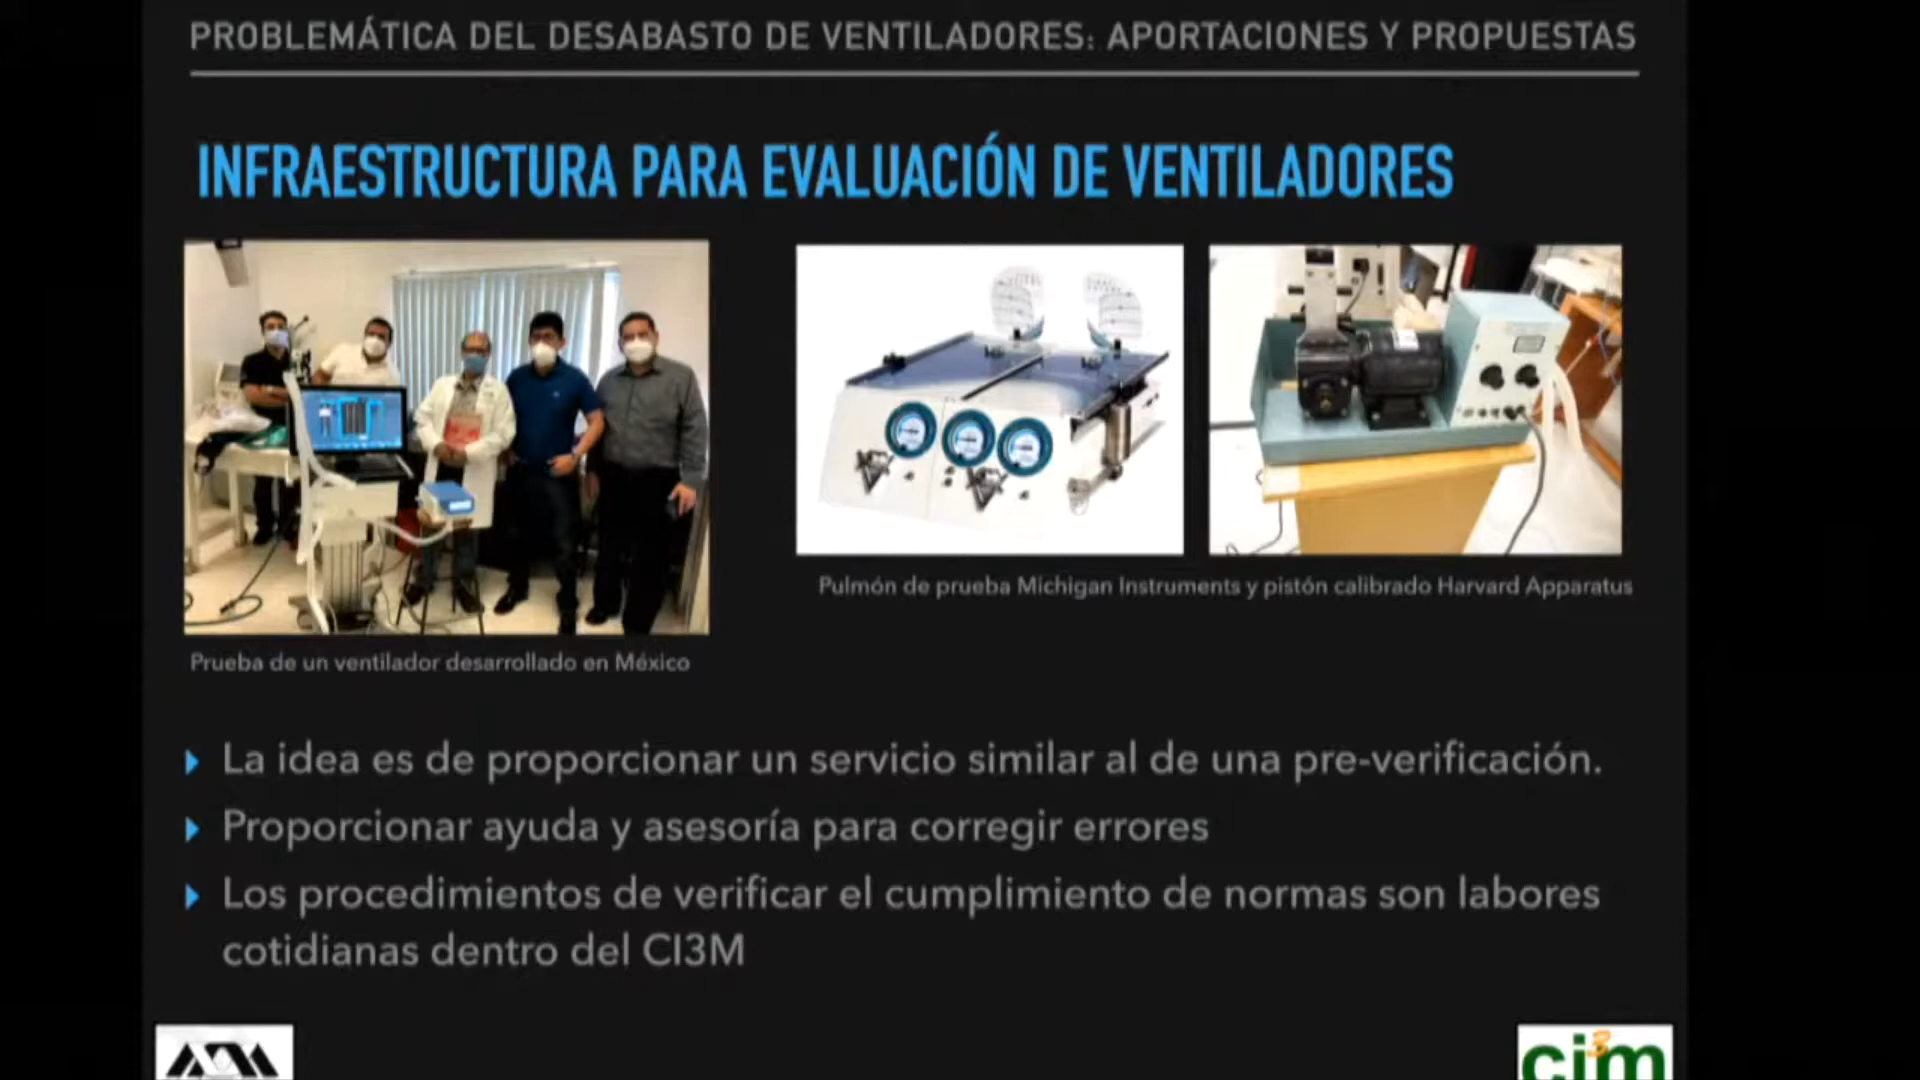 PROBLEMÁTICA DEL DESABASTO DE VENTILADORES: APORTACIONES Y PROPUESTAS
INFRAESTRUCTURA PARA EVALUACIÓN DE VENTILADORES
Pulmón de prueba Michigan Instruments y pistón calibrado Harvard Apparatus
Prueba de un ventilador desarrollado en México
La idea es de proporcionar un servicio similar al de una pre-verificación.
Proporcionar ayuda y asesoría para corregir errores
Los procedimientos de verificar el cumplimiento de normas son labores
cotidianas dentro del CI3M
ci3m